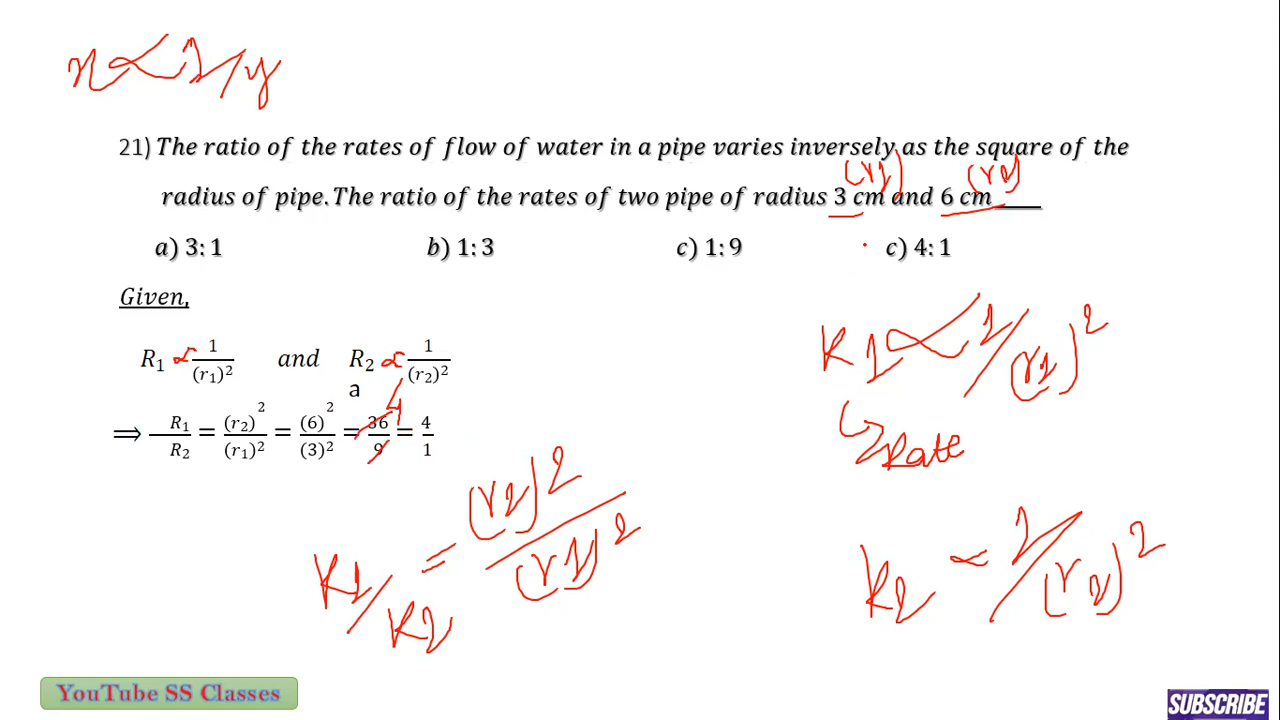 x ∝ 1/y
21) The ratio of the rates of flow of water in a pipe varies inversely as the square of the
(r1) (r2)
radius of pipe. The ratio of the rates of two pipe of radius 3 cm and 6 cm ____
a) 3: 1 b) 1: 3 c) 1: 9 c) 4: 1
Given,
R₁ ∝ 1/(r₁)² and R₂ ∝ 1/(r₂)²
a
⟹ R₁/R₂ = (r₂)²/(r₁)² = (6)²/(3)² = 36/9 = 4/1
4
R1 ∝ 1/(r1)²
↳ Rate
R1/R2 = (r2)²/(r1)²
R2 ∝ 1/(r2)²
YouTube SS Classes
SUBSCRIBE